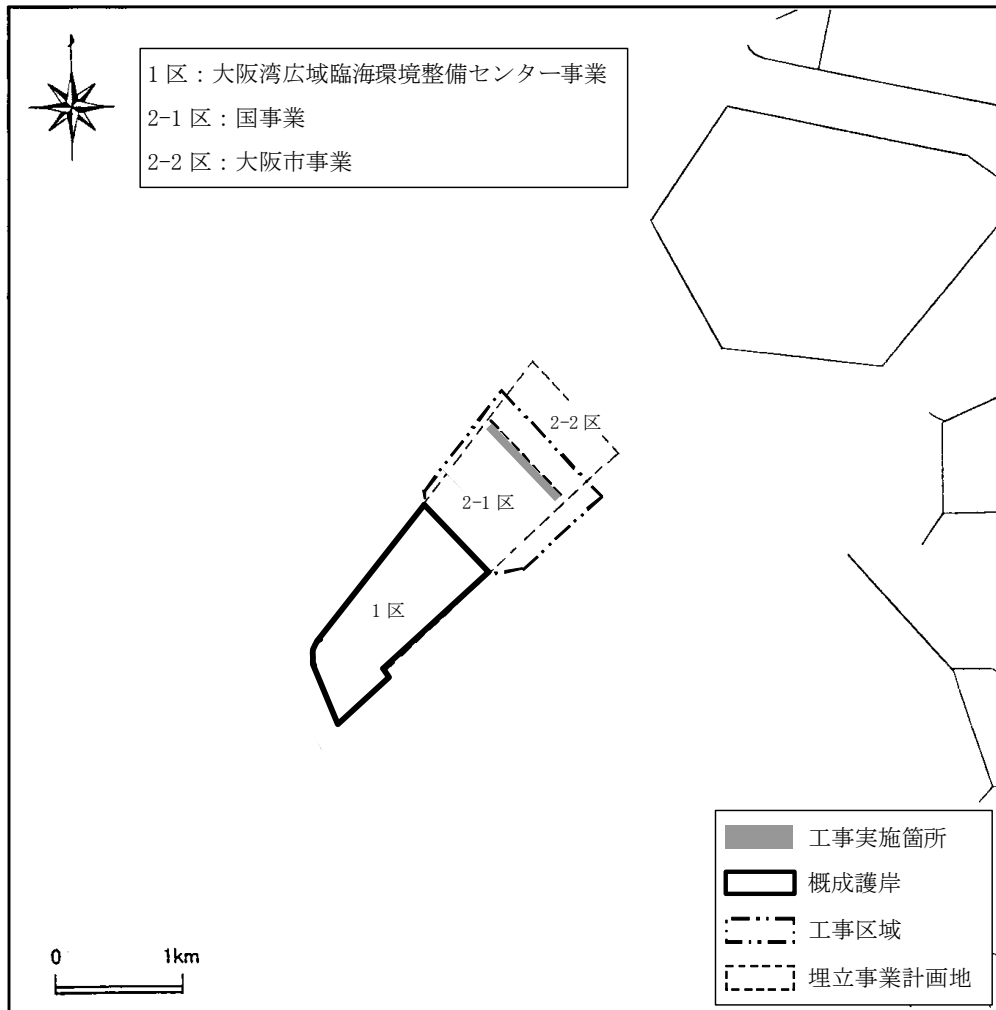 1 区：大阪湾広域臨海環境整備センター事業
2-1 区：国事業
2-2 区：大阪市事業
2-2 区
2-1 区
1 区
工事実施箇所
概成護岸
工事区域
埋立事業計画地
0 1km